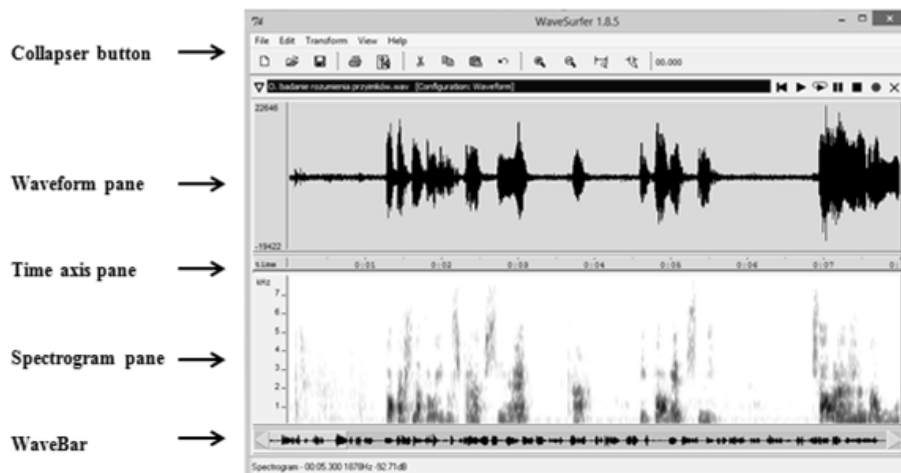 WaveSurfer 1.8.5
File Edit Transform View Help
Collapser button
00.000
O. badanie rozumienia przyimków.wav [Configuration: Waveform]
22646
Waveform pane
-19422
Time axis pane
time 0:01 0:02 0:03 0:04 0:05 0:06 0:07 0:
kHz
7
6
5
4
Spectrogram pane
3
2
1
WaveBar
Spectrogram - 00:05.300 1878Hz -92.71dB